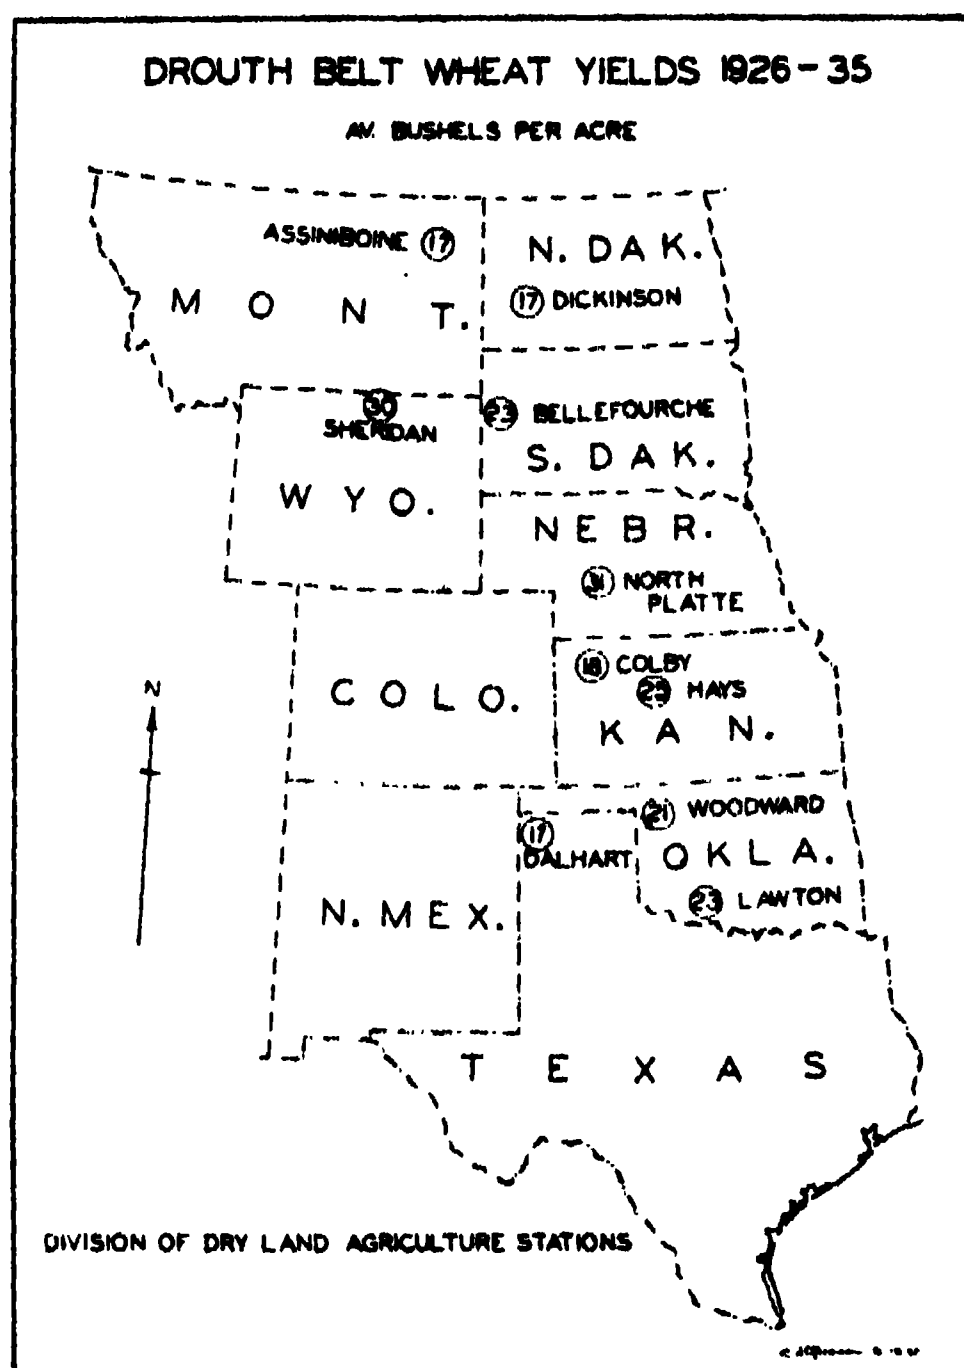 DROUTH BELT WHEAT YIELDS 1926-35
AV. BUSHELS PER ACRE
ASSINIBOINE 17
N. DAK.
17 DICKINSON
MONT.
30
SHERIDAN
23 BELLEFOURCHE
S. DAK.
WYO.
NEBR.
31 NORTH
PLATTE
18 COLBY
HAYS
COLO.
N
KAN.
21 WOODWARD
17
DALHART
OKLA.
23 LAWTON
N. MEX.
TEXAS
DIVISION OF DRY LAND AGRICULTURE STATIONS